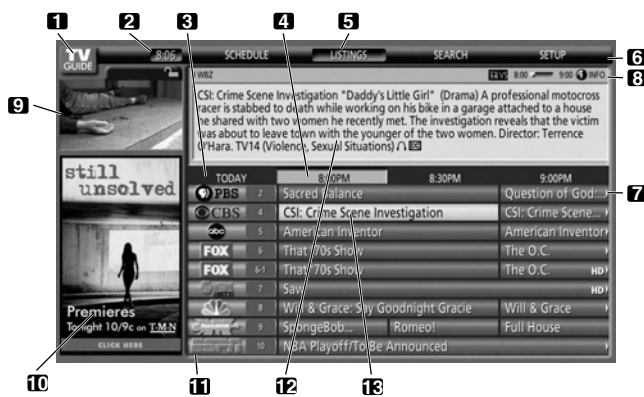 1 2 3 4 5 6
TV GUIDE 8:06 SCHEDULE LISTINGS SEARCH SETUP
WBZ 8:00 9:00 INFO 8
9 CSI: Crime Scene Investigation "Daddy's Little Girl" (Drama) A professional motocross
racer is stabbed to death while working on his bike in a garage attached to a house
he shared with two women he recently met. The investigation reveals that the victim
was about to leave town with the younger of the two women. Director: Terrence
O'Hara. TV14 (Violence, Sexual Situations)
still
unsolved
Premieres
Tonight 10/9c on T·M·N
CLICK HERE
TODAY 8:00PM 8:30PM 9:00PM
PBS 2 Sacred Balance Question of God:... 7
CBS 4 CSI: Crime Scene Investigation CSI: Crime Scene...
abc 5 American Inventor American Inventor
FOX 6 That '70s Show The O.C.
FOX 6-1 That '70s Show The O.C. HD
7 Saw HD
8 Will & Grace: Say Goodnight Gracie Will & Grace
9 SpongeBob... Romeo! Full House
10 NBA Playoff/To Be Announced
10 11 12 13